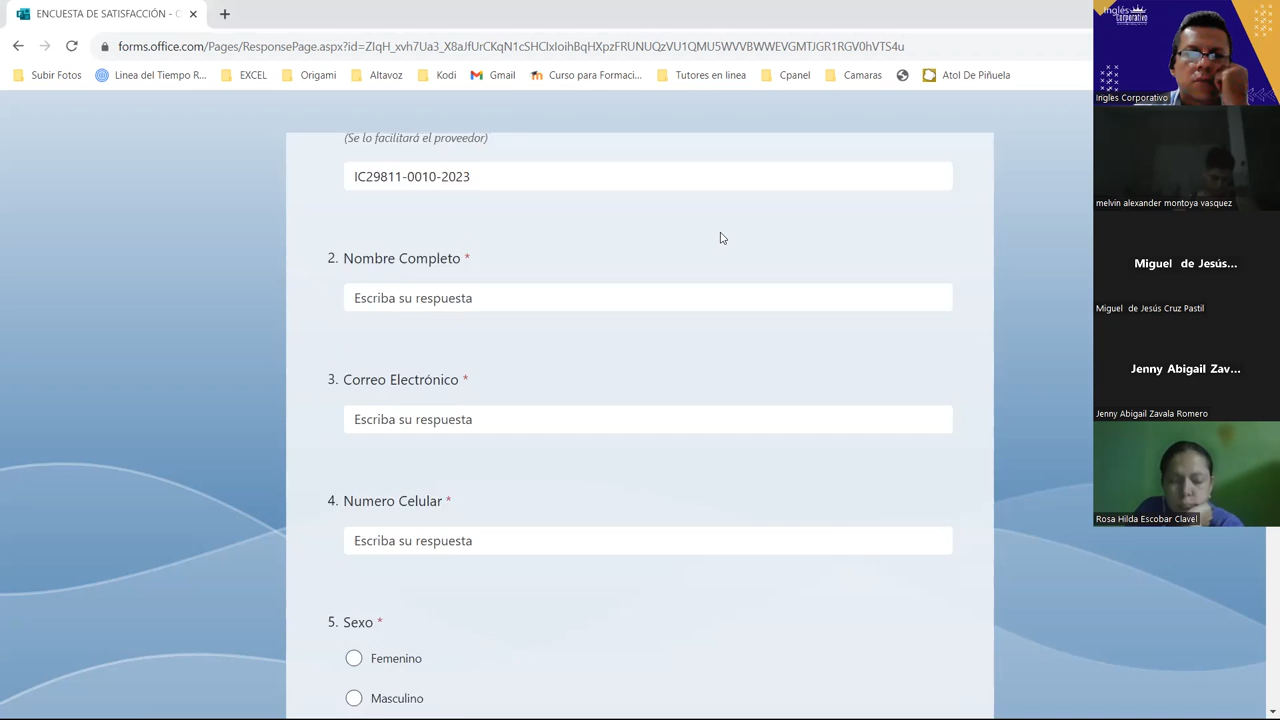 ENCUESTA DE SATISFACCIÓN - C
forms.office.com/Pages/ResponsePage.aspx?id=ZIqH_xvh7Ua3_X8aJfUrCKqN1cSHCIxIoInBqHXpzFRUNUQzVU1QMU5WVVBWWEVGMTJGR1RGV0hVTS4u
Subir Fotos
Linea del Tiempo R...
EXCEL
Origami
Altavoz
Kodi
Gmail
Curso para Formaci...
Tutores en linea
Cpanel
Camaras
Atol De Piñuela
(Se lo facilitará el proveedor)
IC29811-0010-2023
2. Nombre Completo *
Escriba su respuesta
3. Correo Electrónico *
Escriba su respuesta
4. Numero Celular *
Escriba su respuesta
5. Sexo *
Femenino
Masculino
Inglés
Corporativo
Ingles Corporativo
melvin alexander montoya vasquez
Miguel de Jesús...
Miguel de Jesús Cruz Pastil
Jenny Abigail Zav...
Jenny Abigail Zavala Romero
Rosa Hilda Escobar Clavel